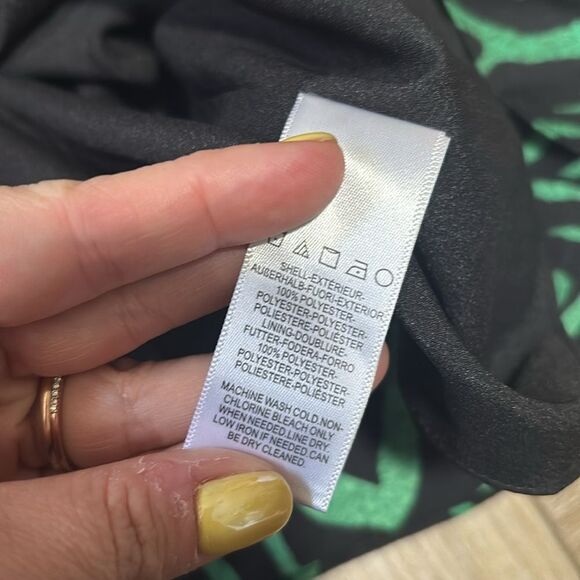 SHELL-EXTERIEUR-
AUßERHALB-FUORI-EXTERIOR
100% POLYESTER-
POLYESTER-POLYESTER-
POLIESTERE-POLIÉSTER
LINING-DOUBLURE-
FUTTER-FODERA-FORRO
100% POLYESTER-
POLYESTER-POLYESTER-
POLIESTERE-POLIÉSTER
MACHINE WASH COLD.NON-
CHLORINE BLEACH ONLY
WHEN NEEDED.LINE DRY.
LOW IRON IF NEEDED CAN
BE DRY CLEANED.